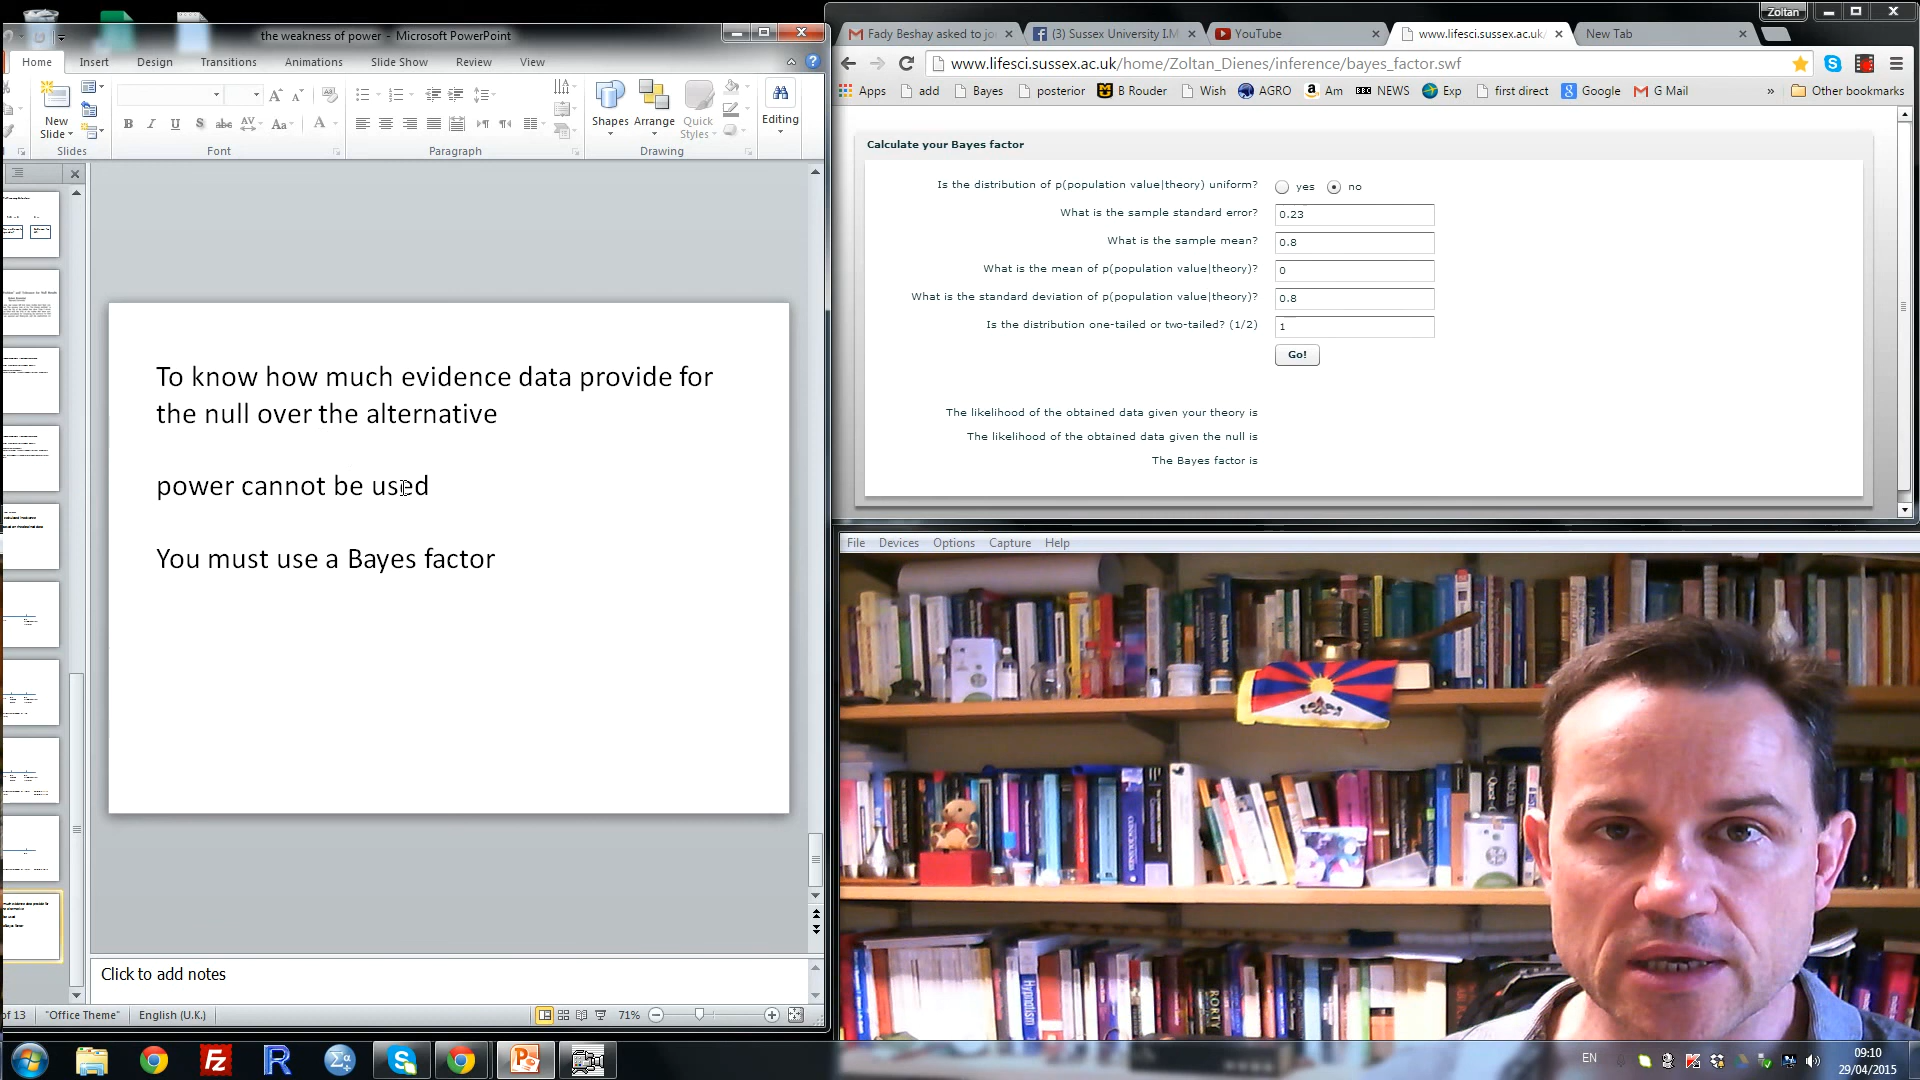 the weakness of power - Microsoft PowerPoint
Home Insert Design Transitions Animations Slide Show Review View
New Slide
Slides
Font
Paragraph
Shapes Arrange Quick Styles
Drawing
Editing
To know how much evidence data provide for
the null over the alternative
power cannot be used
You must use a Bayes factor
Click to add notes
of 13 "Office Theme" English (U.K.) 71%
Zoltan
Fady Beshay asked to jo
(3) Sussex University I.M
YouTube
www.lifesci.sussex.ac.uk/
New Tab
www.lifesci.sussex.ac.uk/home/Zoltan_Dienes/inference/bayes_factor.swf
Apps add Bayes posterior B Rouder Wish AGRO Am NEWS Exp first direct Google G Mail » Other bookmarks
Calculate your Bayes factor
Is the distribution of p(population value|theory) uniform? yes no
What is the sample standard error? 0.23
What is the sample mean? 0.8
What is the mean of p(population value|theory)? 0
What is the standard deviation of p(population value|theory)? 0.8
Is the distribution one-tailed or two-tailed? (1/2) 1
Go!
The likelihood of the obtained data given your theory is
The likelihood of the obtained data given the null is
The Bayes factor is
File Devices Options Capture Help
Hypnotism
RORTY
EN
09:10
29/04/2015